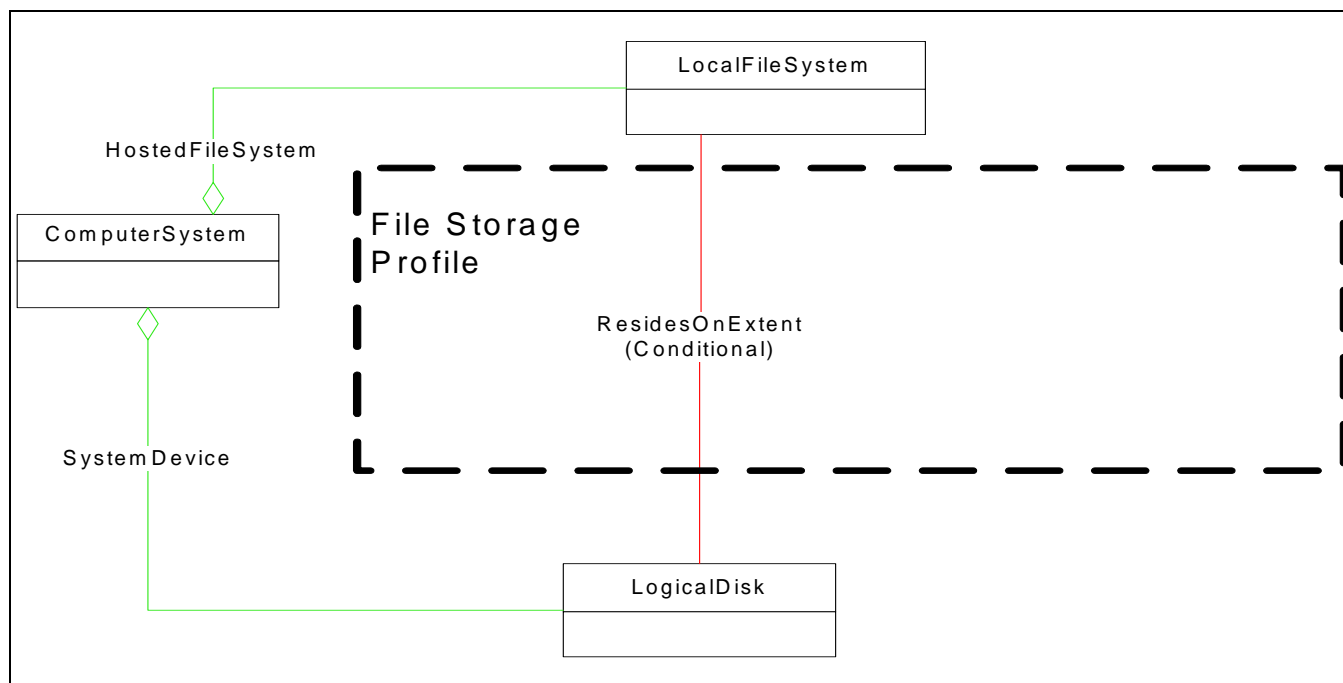 LocalFileSystem
HostedFileSystem
ComputerSystem
File Storage
Profile
ResidesOnExtent
(Conditional)
SystemDevice
LogicalDisk